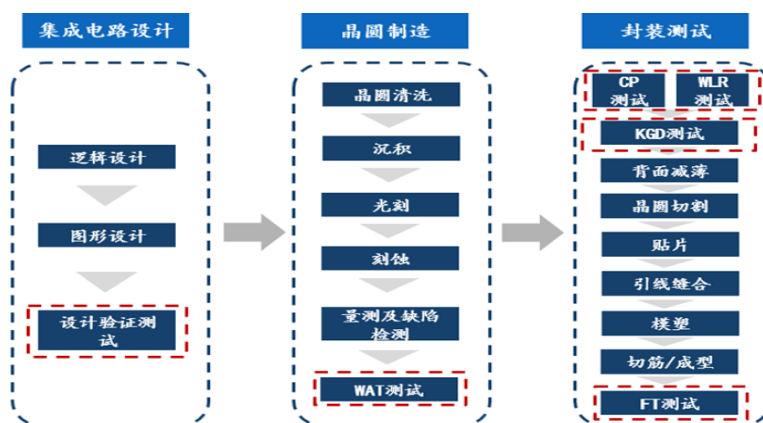 集成电路设计
逻辑设计
图形设计
设计验证测
试
晶圆制造
晶圆清洗
沉积
光刻
刻蚀
量测及缺陷
检测
WAT测试
封装测试
CP
测试
WLR
测试
KGD测试
背面减薄
晶圆切割
贴片
引线缝合
模塑
切筋/成型
FT测试